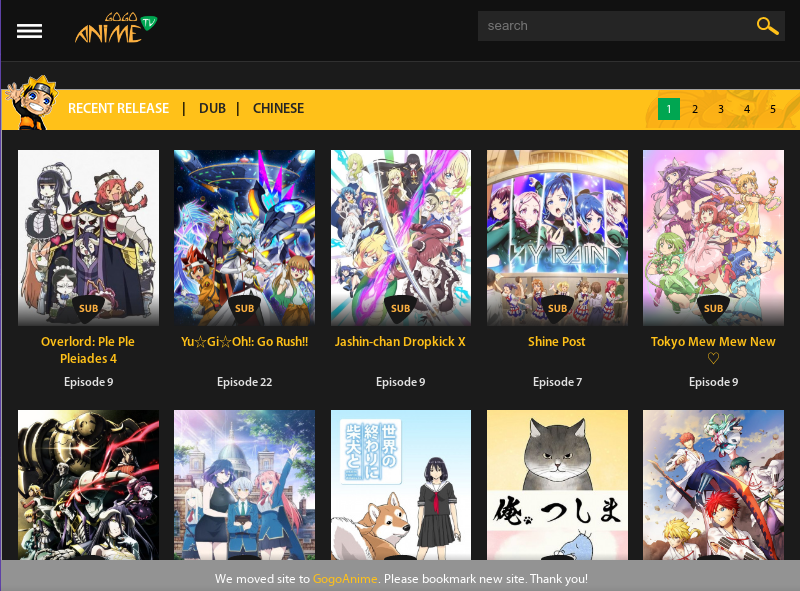 GOGO
ANIME TV
search
RECENT RELEASE | DUB | CHINESE
1 2 3 4 5
HY RAIN
SUB SUB SUB SUB SUB
Overlord: Ple Ple Pleiades 4
Episode 9
Yu☆Gi☆Oh!: Go Rush!!
Episode 22
Jashin-chan Dropkick X
Episode 9
Shine Post
Episode 7
Tokyo Mew Mew New ♡
Episode 9
世界の
終わりに
柴犬と
俺、つしま
We moved site to GogoAnime. Please bookmark new site. Thank you!